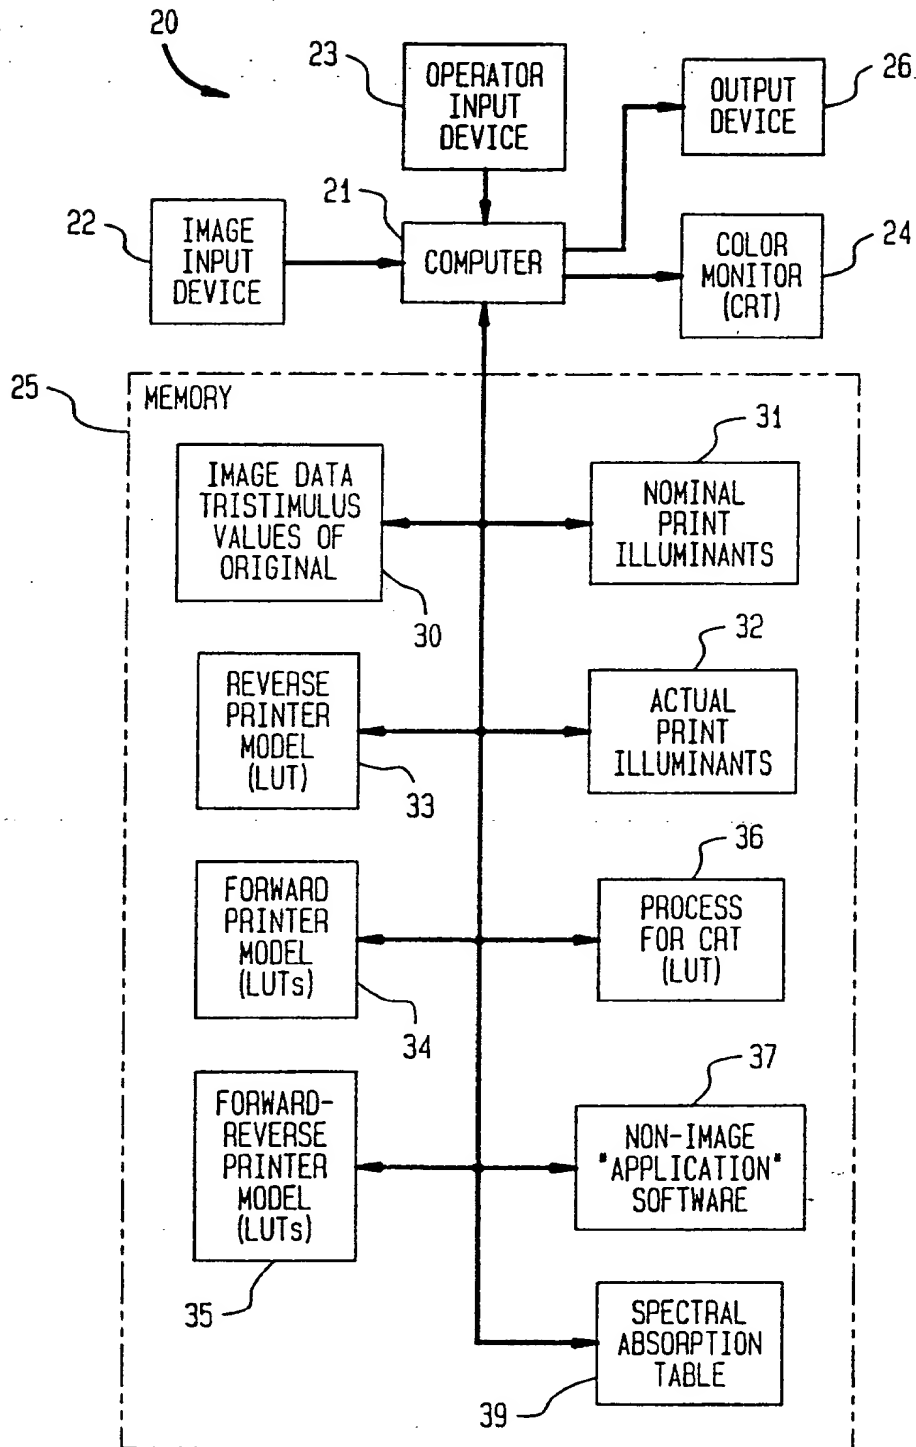 20
23
OPERATOR
INPUT
DEVICE
OUTPUT
DEVICE
26
21
22
IMAGE
INPUT
DEVICE
COMPUTER
COLOR
MONITOR
(CRT)
24
25
MEMORY
IMAGE DATA
TRISTIMULUS
VALUES OF
ORIGINAL
30
31
NOMINAL
PRINT
ILLUMINANTS
REVERSE
PRINTER
MODEL
(LUT)
33
32
ACTUAL
PRINT
ILLUMINANTS
FORWARD
PRINTER
MODEL
(LUTs)
34
36
PROCESS
FOR CRT
(LUT)
FORWARD-
REVERSE
PRINTER
MODEL
(LUTs)
35
37
NON-IMAGE
"APPLICATION"
SOFTWARE
SPECTRAL
ABSORPTION
TABLE
39